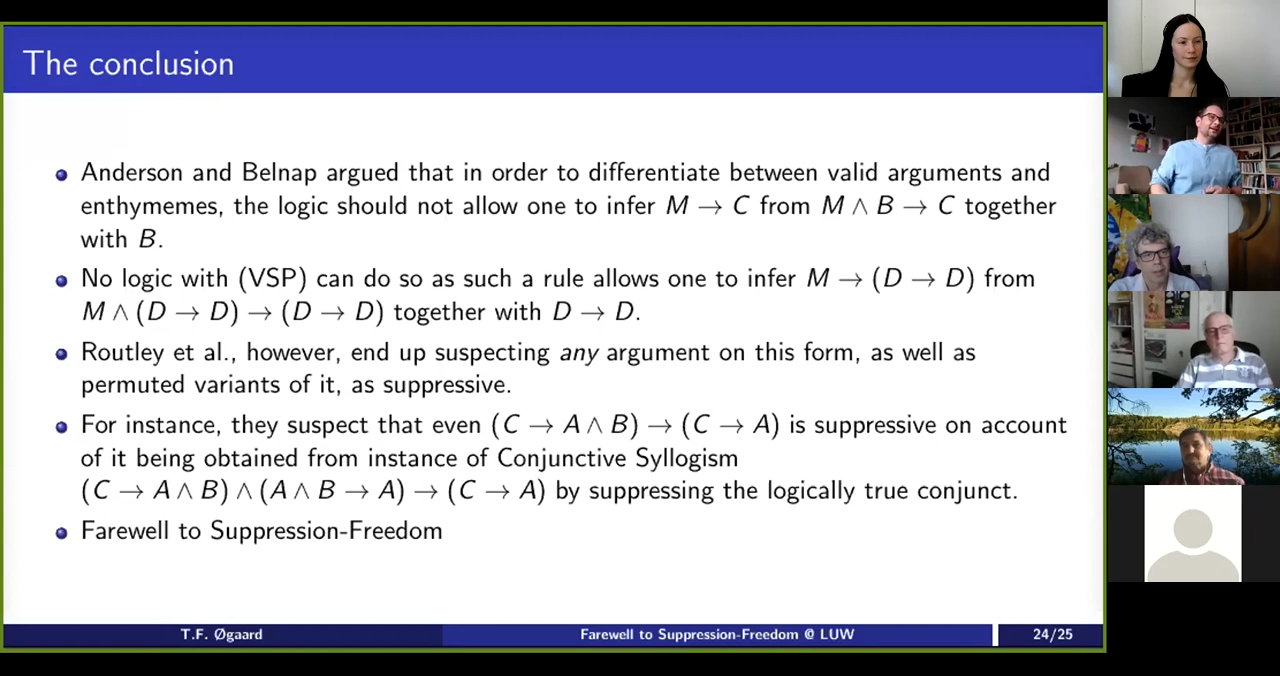 The conclusion
Anderson and Belnap argued that in order to differentiate between valid arguments and
enthymemes, the logic should not allow one to infer M → C from M ∧ B → C together
with B.
No logic with (VSP) can do so as such a rule allows one to infer M → (D → D) from
M ∧ (D → D) → (D → D) together with D → D.
Routley et al., however, end up suspecting any argument on this form, as well as
permuted variants of it, as suppressive.
For instance, they suspect that even (C → A ∧ B) → (C → A) is suppressive on account
of it being obtained from instance of Conjunctive Syllogism
(C → A ∧ B) ∧ (A ∧ B → A) → (C → A) by suppressing the logically true conjunct.
Farewell to Suppression-Freedom
T.F. Øgaard
Farewell to Suppression-Freedom @ LUW
24/25